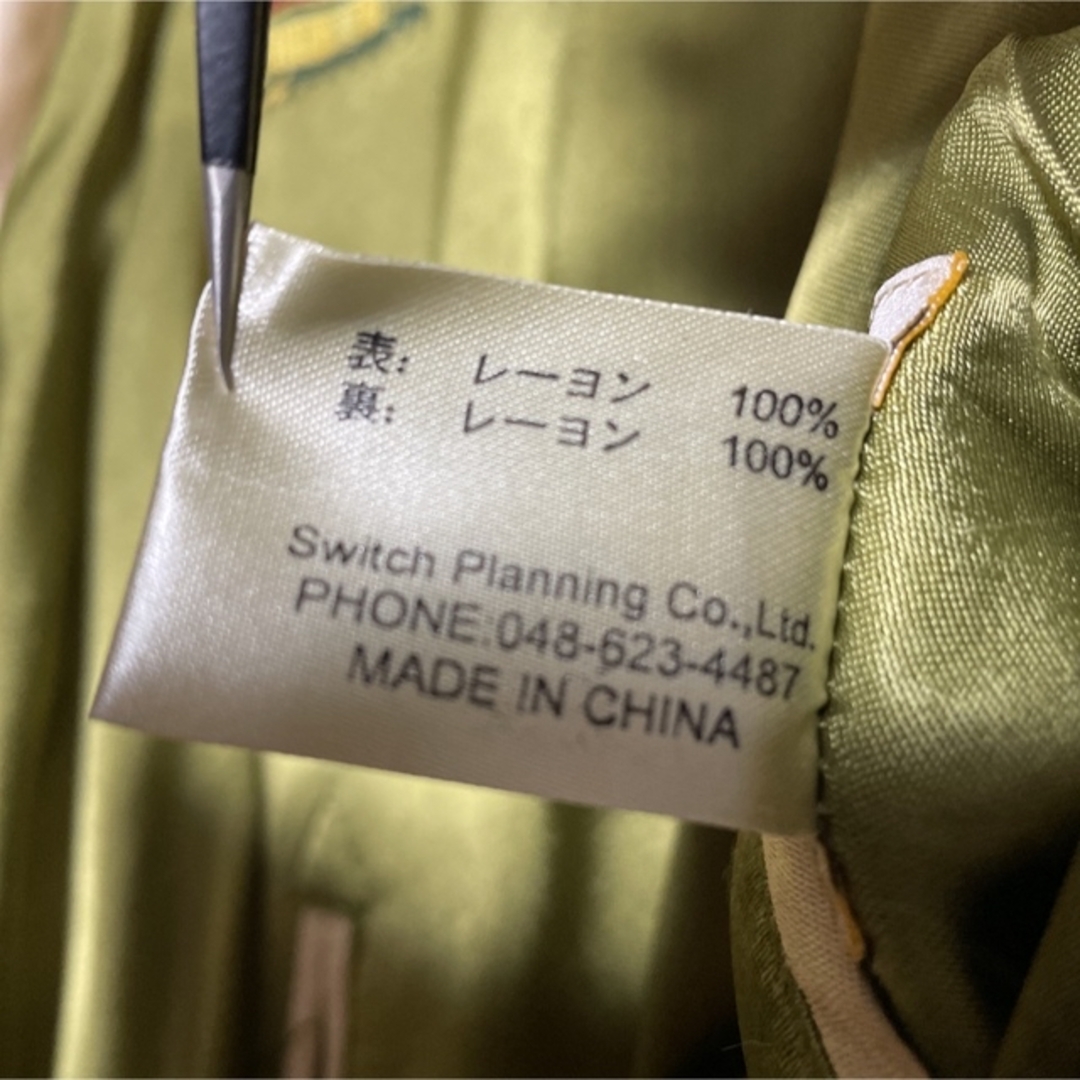 表: レーヨン 100%
裏: レーヨン 100%
Switch Planning Co.,Ltd.
PHONE:048-623-4487
MADE IN CHINA